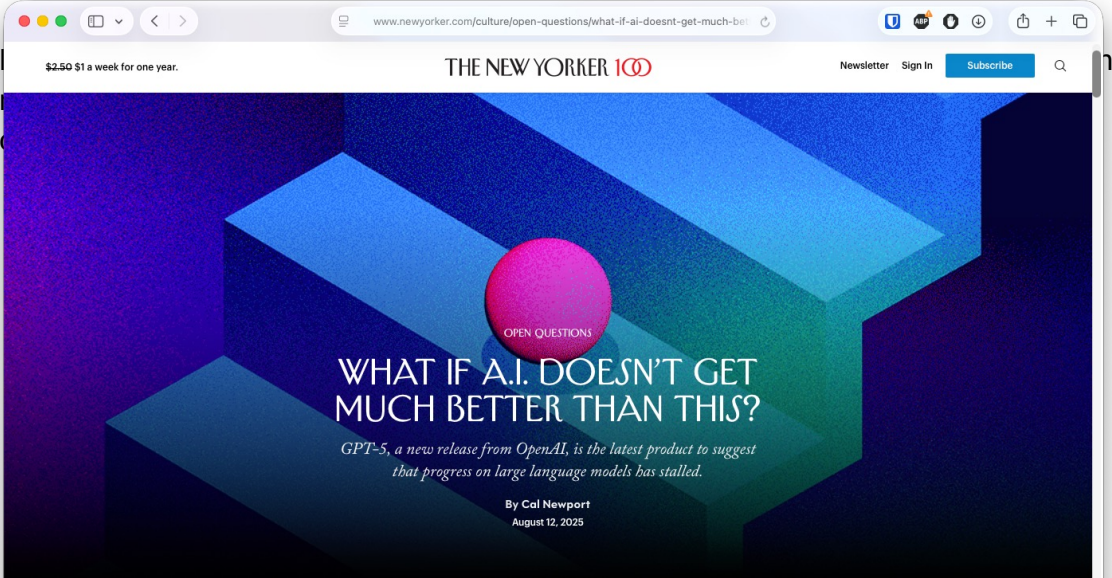 www.newyorker.com/culture/open-questions/what-if-ai-doesnt-get-much-bet
ABP
$2.50 $1 a week for one year.
THE NEW YORKER 100
Newsletter Sign In Subscribe
OPEN QUESTIONS
WHAT IF A.I. DOESN'T GET
MUCH BETTER THAN THIS?
GPT-5, a new release from OpenAI, is the latest product to suggest
that progress on large language models has stalled.
By Cal Newport
August 12, 2025